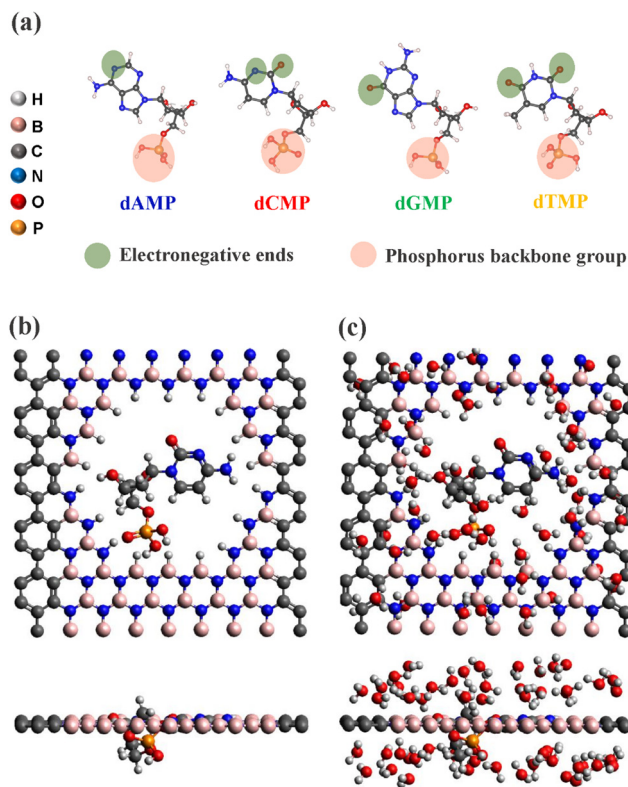 (a)
H
B
C
N
O
P
dAMP dCMP dGMP dTMP
Electronegative ends Phosphorus backbone group
(b) (c)